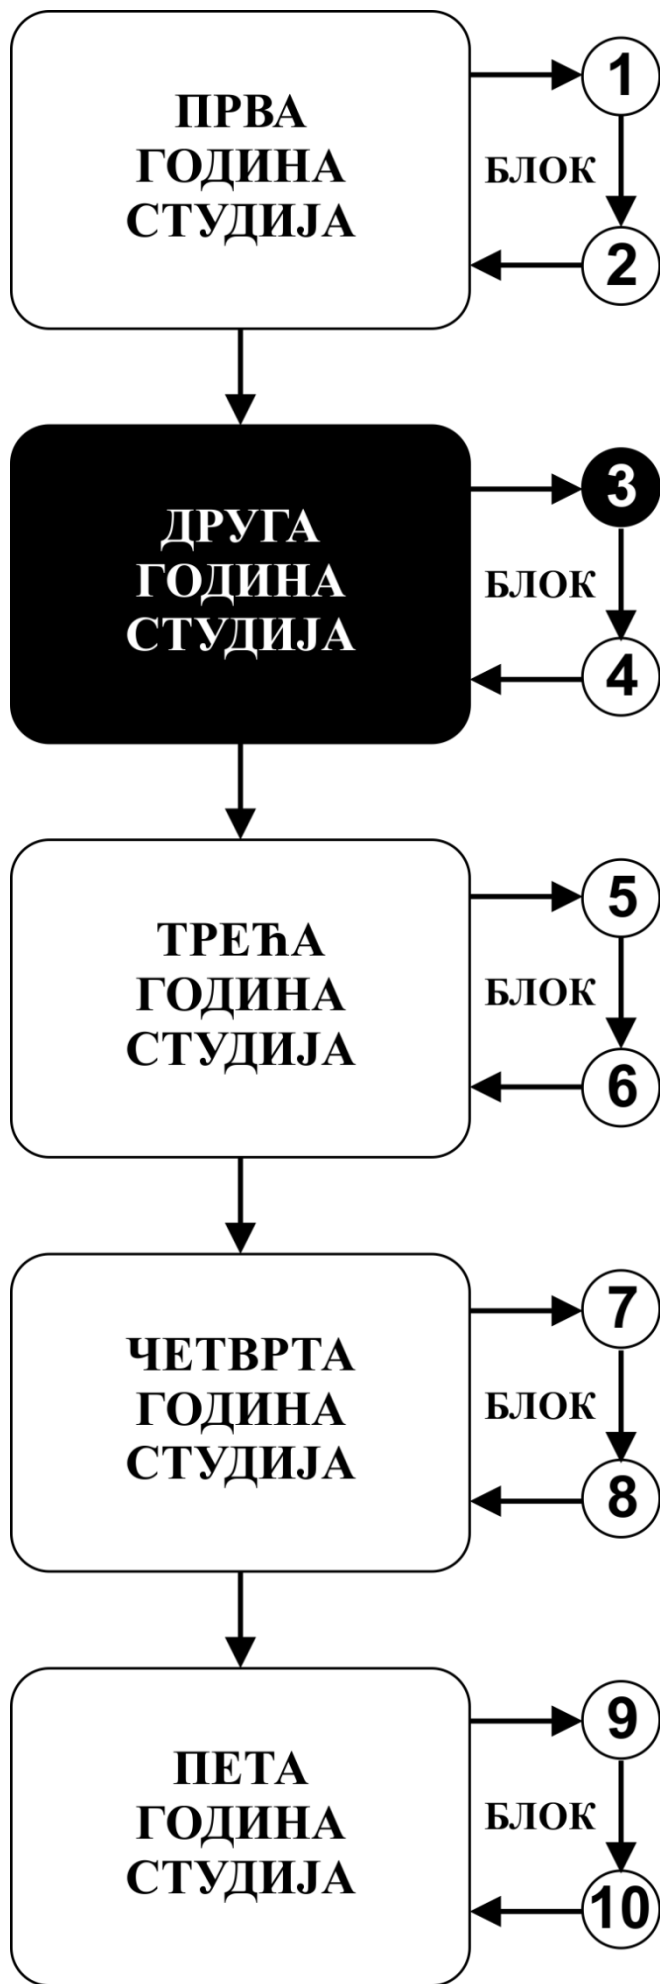 ПРВА
ГОДИНА
СТУДИЈА
1
БЛОК
2
ДРУГА
ГОДИНА
СТУДИЈА
3
БЛОК
4
ТРЕЋА
ГОДИНА
СТУДИЈА
5
БЛОК
6
ЧЕТВРТА
ГОДИНА
СТУДИЈА
7
БЛОК
8
ПЕТА
ГОДИНА
СТУДИЈА
9
БЛОК
10